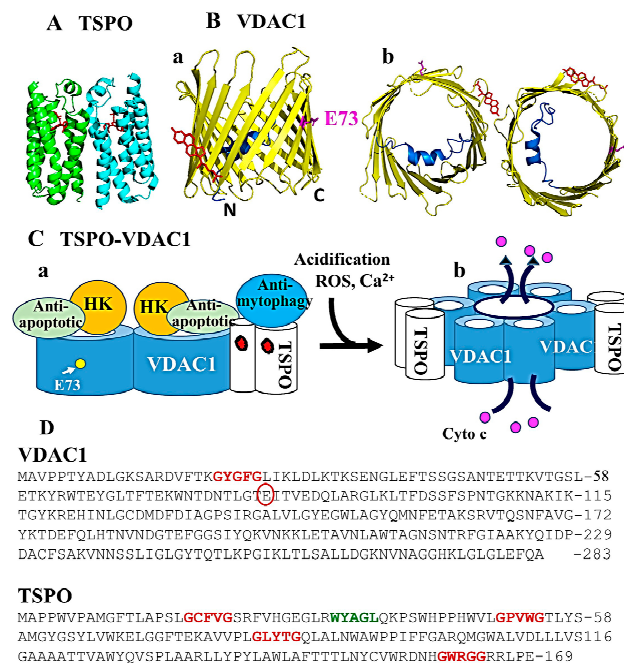 A TSPO B VDAC1
a b
E73
N C
C TSPO-VDAC1
a b
Acidification
ROS, Ca²⁺
Anti-apoptotic HK HK Anti-apoptotic Anti-mytophagy
VDAC1 TSPO
E73
TSPO VDAC1 VDAC1 TSPO
Cyto c
D
VDAC1
MAVPPTYADLGKSARDVFTKGYGFGLIKLDLKTKSENGLEFTSSGSANTETTKVTGSL-58
ETKYRWTEYGLTFTEKWNTDNTLGTEITVEDQLARGLKLTFDSSFSPNTGKKNAKIK-115
TGYKREHINLGCDMDFDIAGPSIRGALVLGYEGWLAGYQMNFETAKSRVTQSNFAVG-172
YKTDEFQLHTNVNDGTEFGGSIYQKVNKKLETAVNLAWTAGNSNTRFGIAAKYQIDP-229
DACFSAKVNNSSLIGLGYTQTLKPGIKLTLSALLDGKNVNAGGHKLGLGLEFQA -283
TSPO
MAPPWVPAMGFTLAPSLGCFVGSRFVHGEGLRWYAGLQKPSWHPPHWVLGPVWGTLYS-58
AMGYGSYLVWKELGGFTEKAVVPLGLYTGQLALNWAWPPIFFGARQMGWALVDLLLVS116
GAAAATTVAWYQVSPLAARLLYPYLAWLAFTTTLNYCVWRDNHGWRGGRRLPE-169